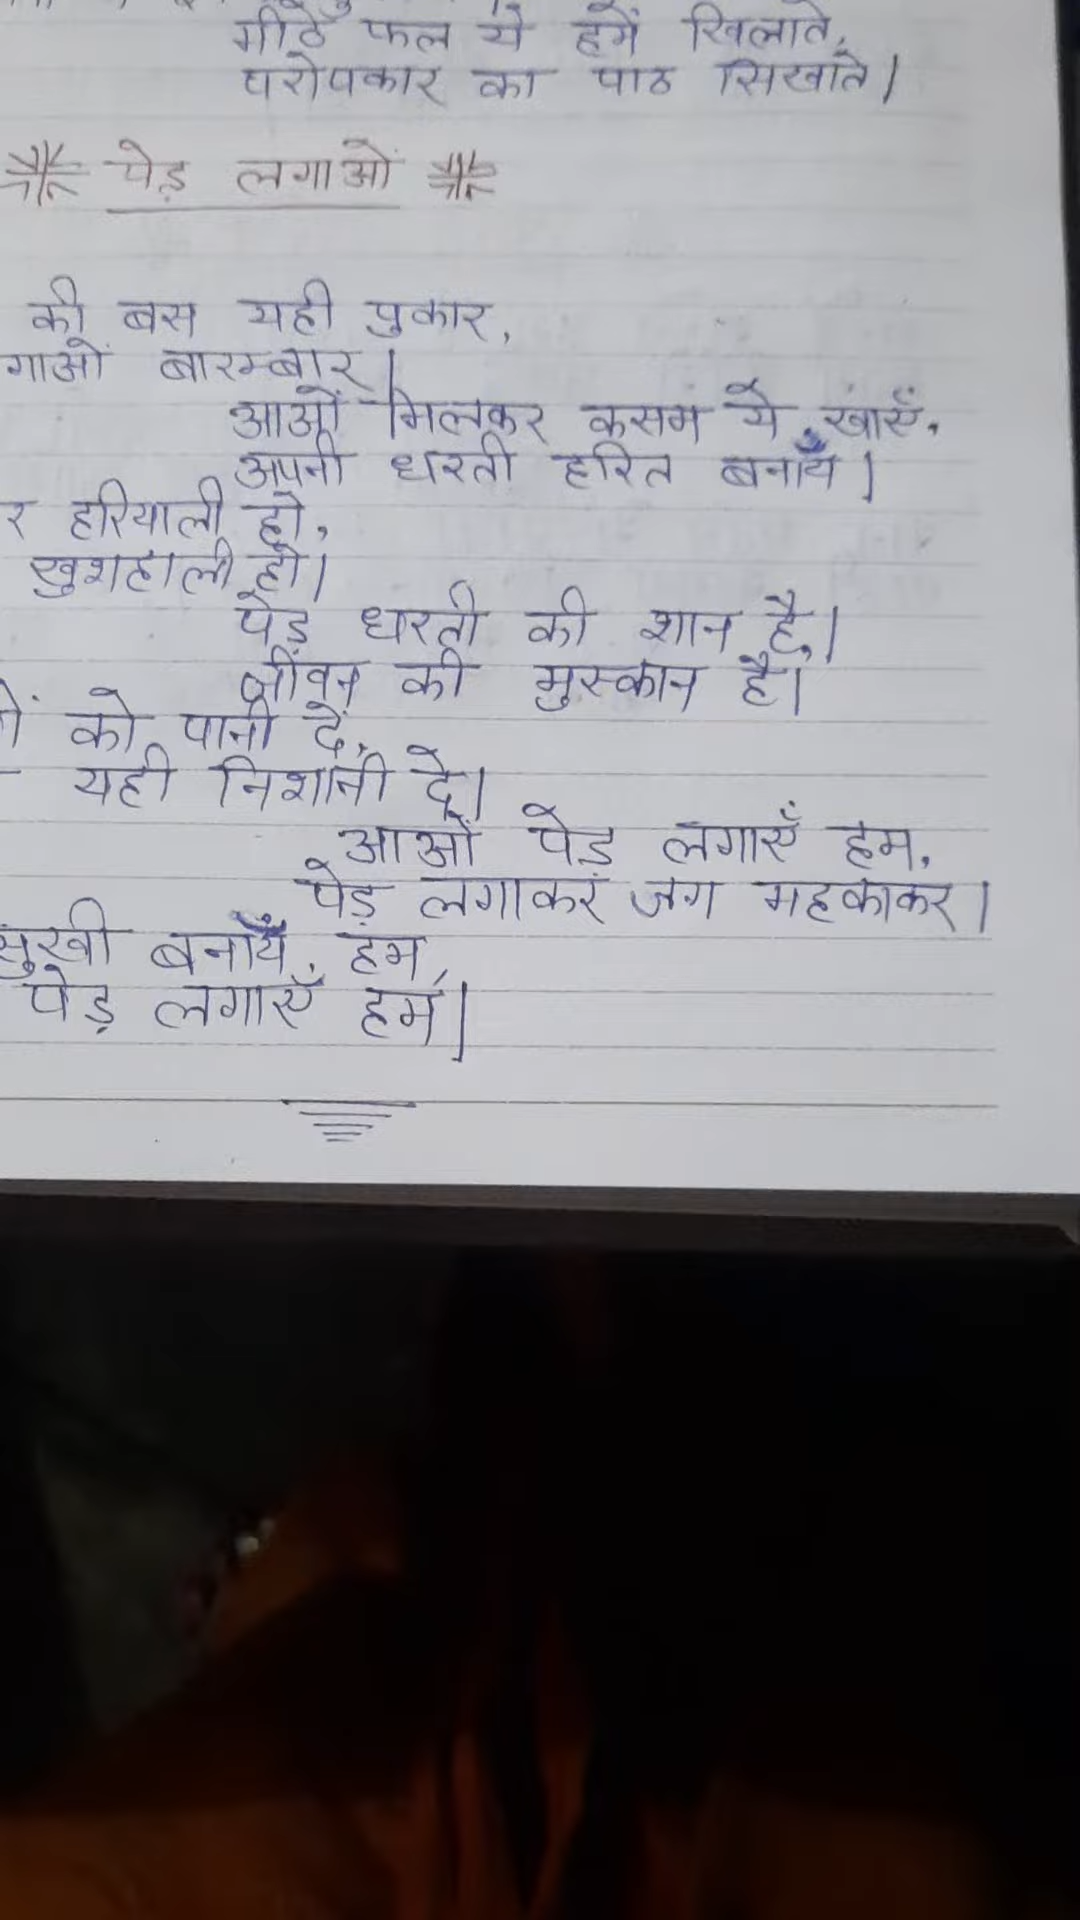 मीठे फल ये हमें खिलाते,
परोपकार का पाठ सिखाते।
पेड़ लगाओं
की बस यही पुकार,
गाओं बारम्बार।
आओं मिलकर कसम ये खाएँ,
अपनी धरती हरित बनायें।
र हरियाली हो,
खुशहाली हो।
पेड़ धरती की शान है।
जीवन की मुस्कान है।
को पानी दें,
यही निशानी दे।
आओं पेड़ लगाएँ हम,
पेड़ लगाकर जग महकाकर।
सुखी बनायें हम,
पेड़ लगाएँ हम।